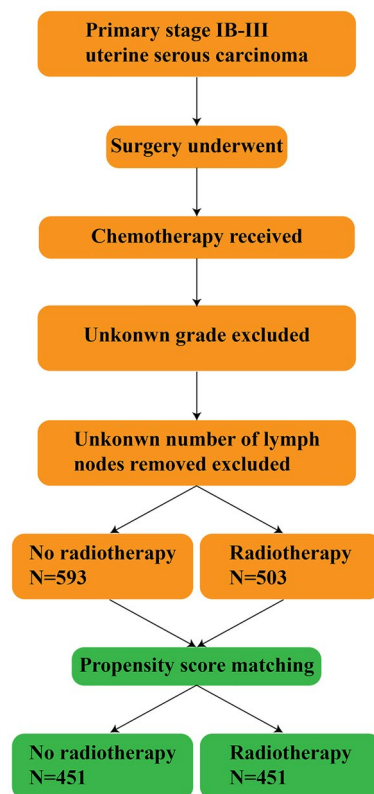 Primary stage IB-III
uterine serous carcinoma
Surgery underwent
Chemotherapy received
Unkonwn grade excluded
Unkonwn number of lymph
nodes removed excluded
No radiotherapy
N=593
Radiotherapy
N=503
Propensity score matching
No radiotherapy
N=451
Radiotherapy
N=451